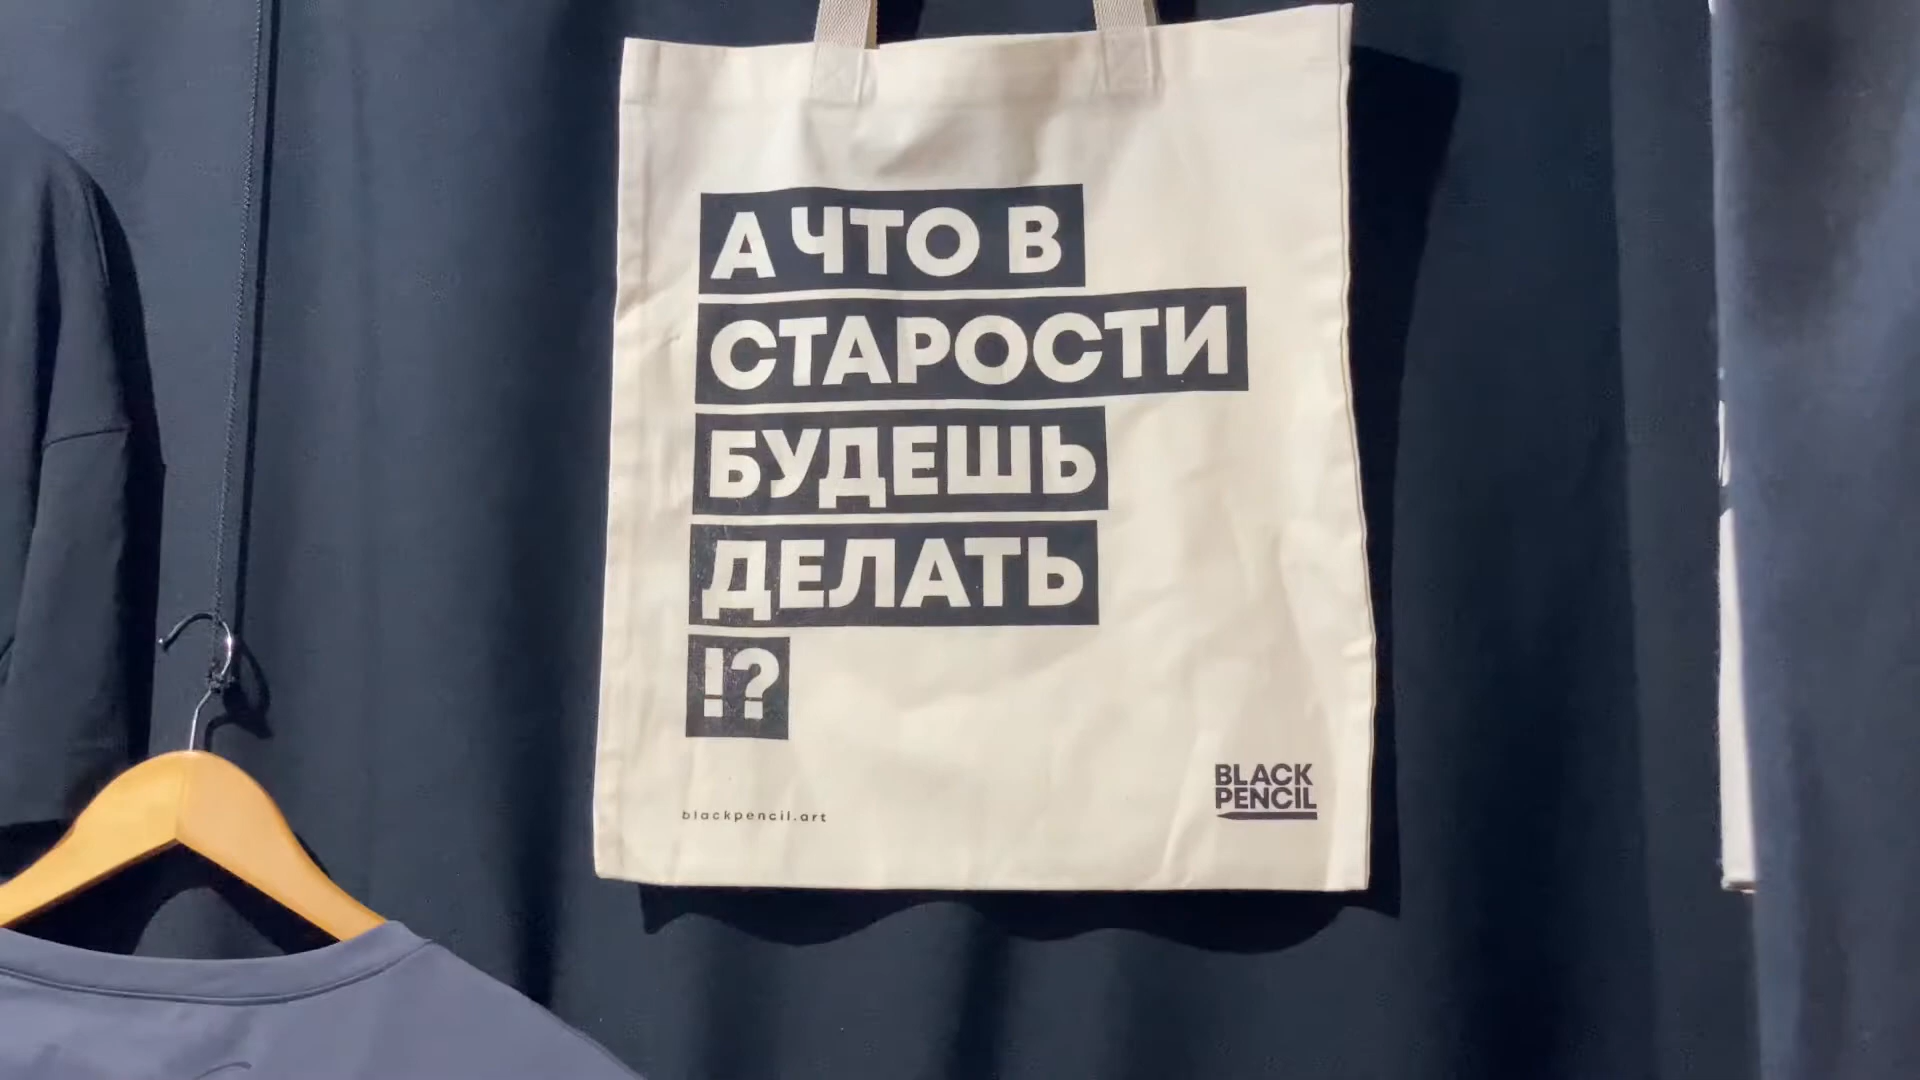 А ЧТО В
СТАРОСТИ
БУДЕШЬ
ДЕЛАТЬ
!?
blackpencil.art
BLACK
PENCIL